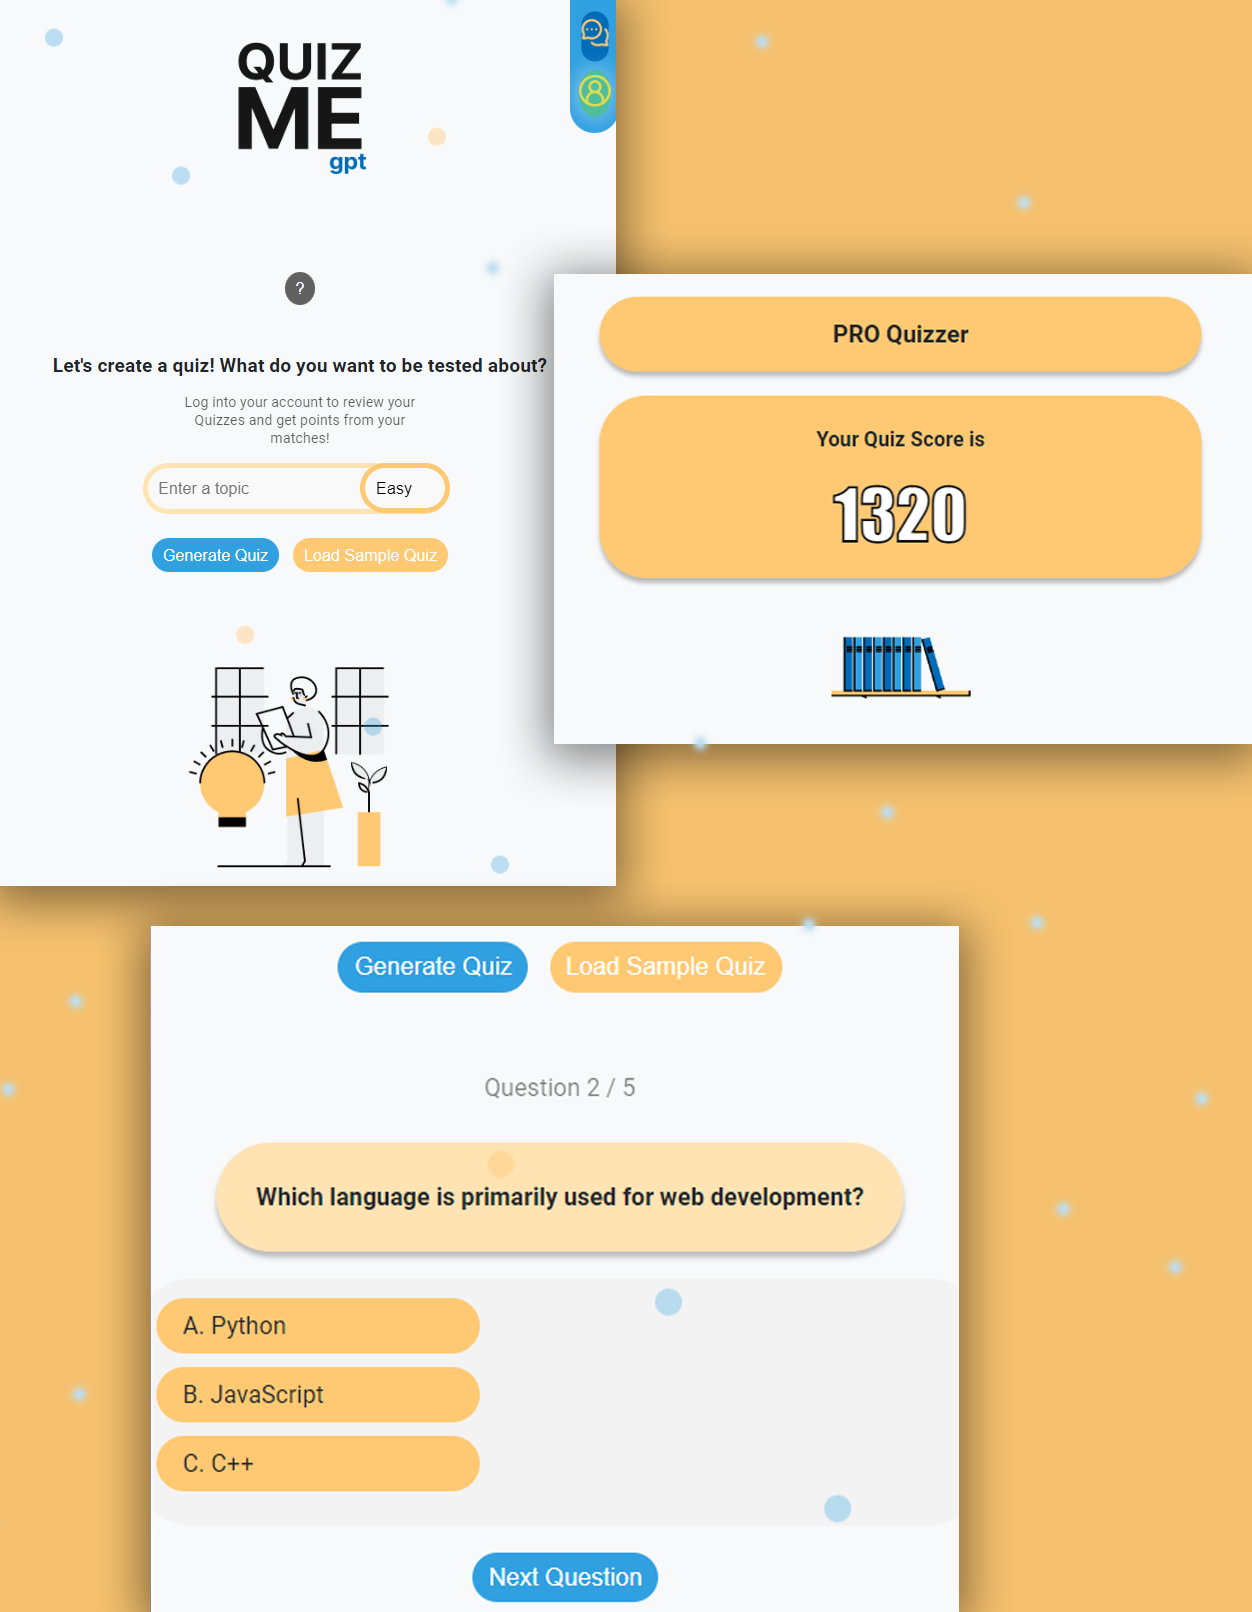 QUIZ
ME
gpt
?
Let's create a quiz! What do you want to be tested about?
Log into your account to review your
Quizzes and get points from your
matches!
Enter a topic
Easy
Generate Quiz
Load Sample Quiz
PRO Quizzer
Your Quiz Score is
1320
Generate Quiz
Load Sample Quiz
Question 2 / 5
Which language is primarily used for web development?
A. Python
B. JavaScript
C. C++
Next Question